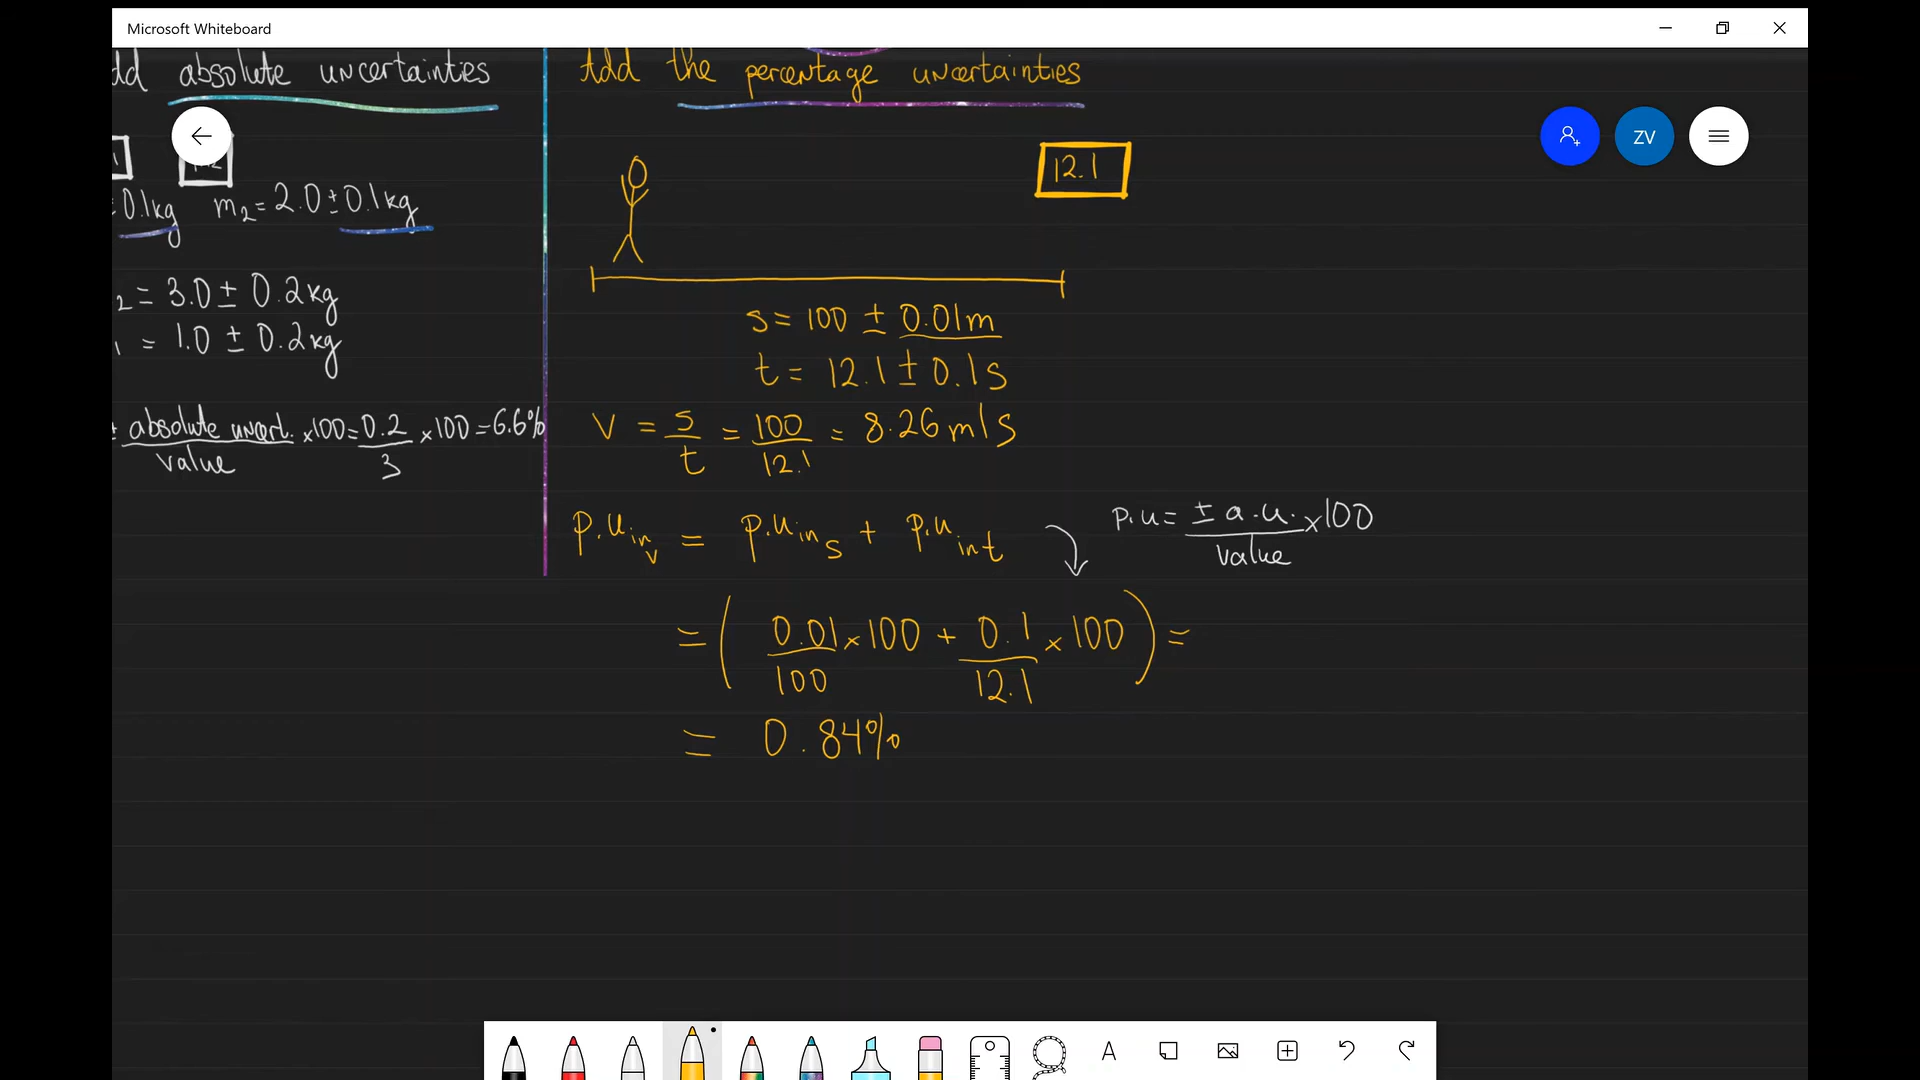 Microsoft Whiteboard
dd absolute uncertainties
0.1kg m₂ = 2.0 ± 0.1kg
₂ = 3.0 ± 0.2kg
₁ = 1.0 ± 0.2kg
± absolute uncert. / value ×100 = 0.2 / 3 ×100 = 6.6%
Add the percentage uncertainties
12.1
s = 100 ± 0.01m
t = 12.1 ± 0.1s
v = s / t = 100 / 12.1 = 8.26 m/s
p.u in v = p.u in s + p.u in t
p.u = ± a.u. / value ×100
= ( 0.01 / 100 ×100 + 0.1 / 12.1 ×100 ) =
= 0.84%
ZV
A